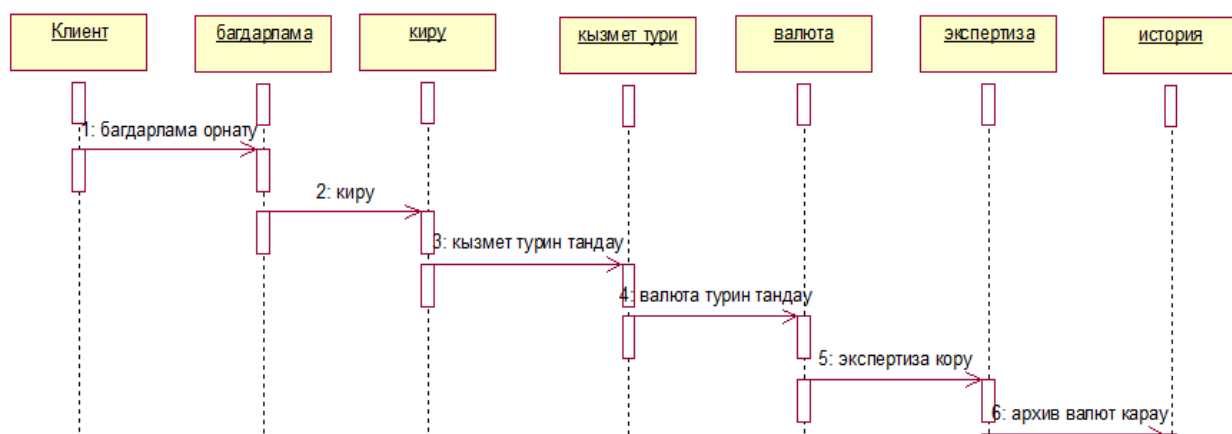 Клиент
багдарлама
киру
кызмет тури
валюта
экспертиза
история
1: багдарлама орнату
2: киру
3: кызмет турин тандау
4: валюта турин тандау
5: экспертиза кору
6: архив валют карау